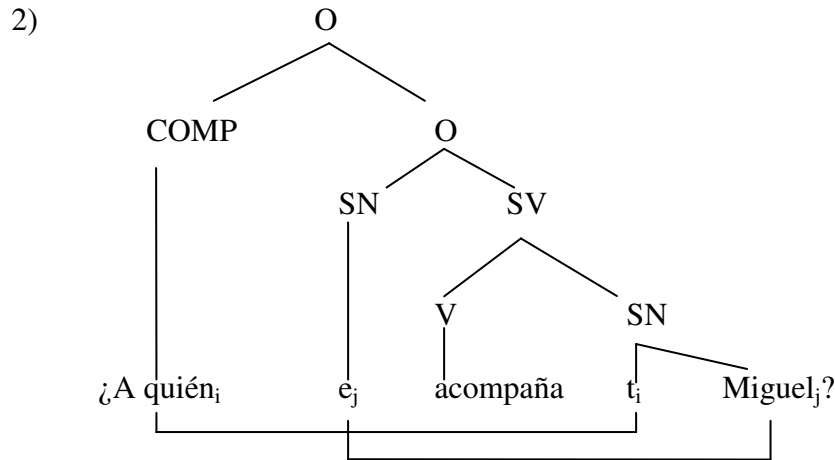 2)
O
COMP O
SN SV
V SN
¿A quiénᵢ eⱼ acompaña tᵢ Miguelⱼ?